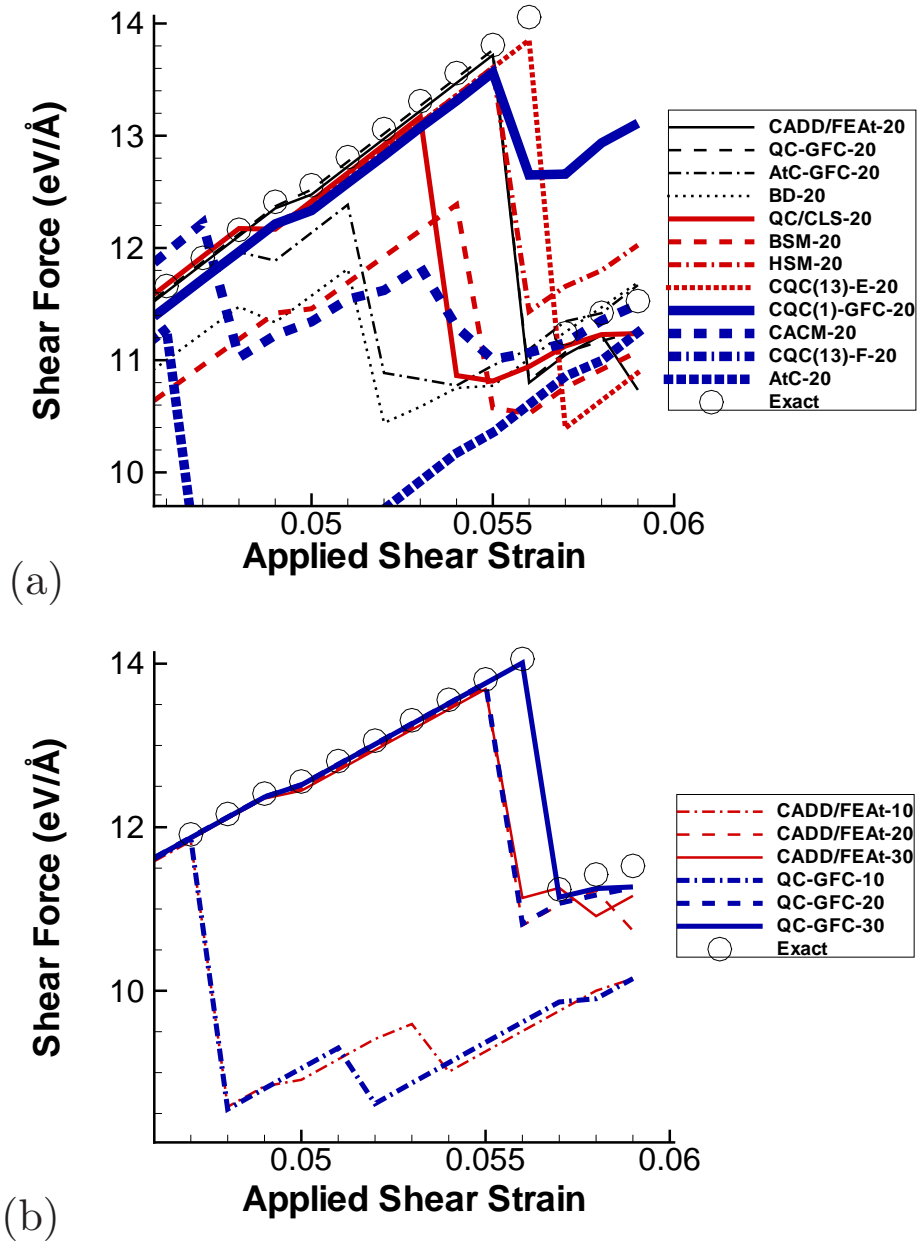 14
13
12
11
10
Shear Force (eV/Å)
0.05
0.055
0.06
Applied Shear Strain
CADD/FEAt-20
QC-GFC-20
AtC-GFC-20
BD-20
QC/CLS-20
BSM-20
HSM-20
CQC(13)-E-20
CQC(1)-GFC-20
CACM-20
CQC(13)-F-20
AtC-20
Exact
(a)
14
12
10
Shear Force (eV/Å)
0.05
0.055
0.06
Applied Shear Strain
CADD/FEAt-10
CADD/FEAt-20
CADD/FEAt-30
QC-GFC-10
QC-GFC-20
QC-GFC-30
Exact
(b)